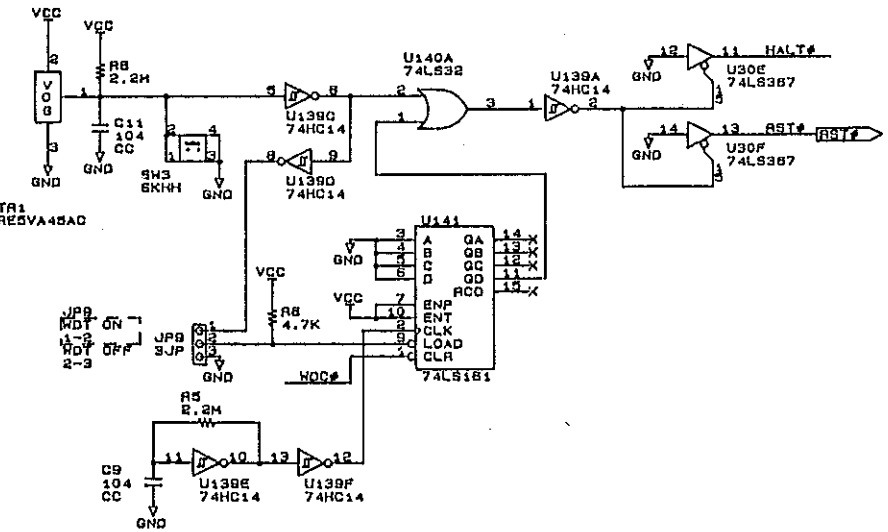 VCC
VCC
2
V
O
G
1
3
GND
R8
2.2M
C11
104
CC
GND
TR1
RE5VA45AC
2 4
1 3
SW3
SKHH
GND
5 6
U139C
74HC14
8 9
U139D
74HC14
U140A
74LS32
2
1
3
U139A
1 2
74HC14
12 11 HALT#
GND
U30E
74LS367
15
14 13 RST# RST#
GND
U30F
74LS367
15
U141
3 A QA 14
4 B QB 13
5 C QC 12
6 D QD 11
RCO 15
GND
VCC
7 ENP
10 ENT
2 CLK
9 LOAD
1 CLR
74LS161
VCC
R6
4.7K
JP9
WDT ON
1-2
WDT OFF
2-3
JP9
3JP
1
2
3
GND
WDC#
R5
2.2M
11 10
U139E
74HC14
13 12
U139F
74HC14
C9
104
CC
GND